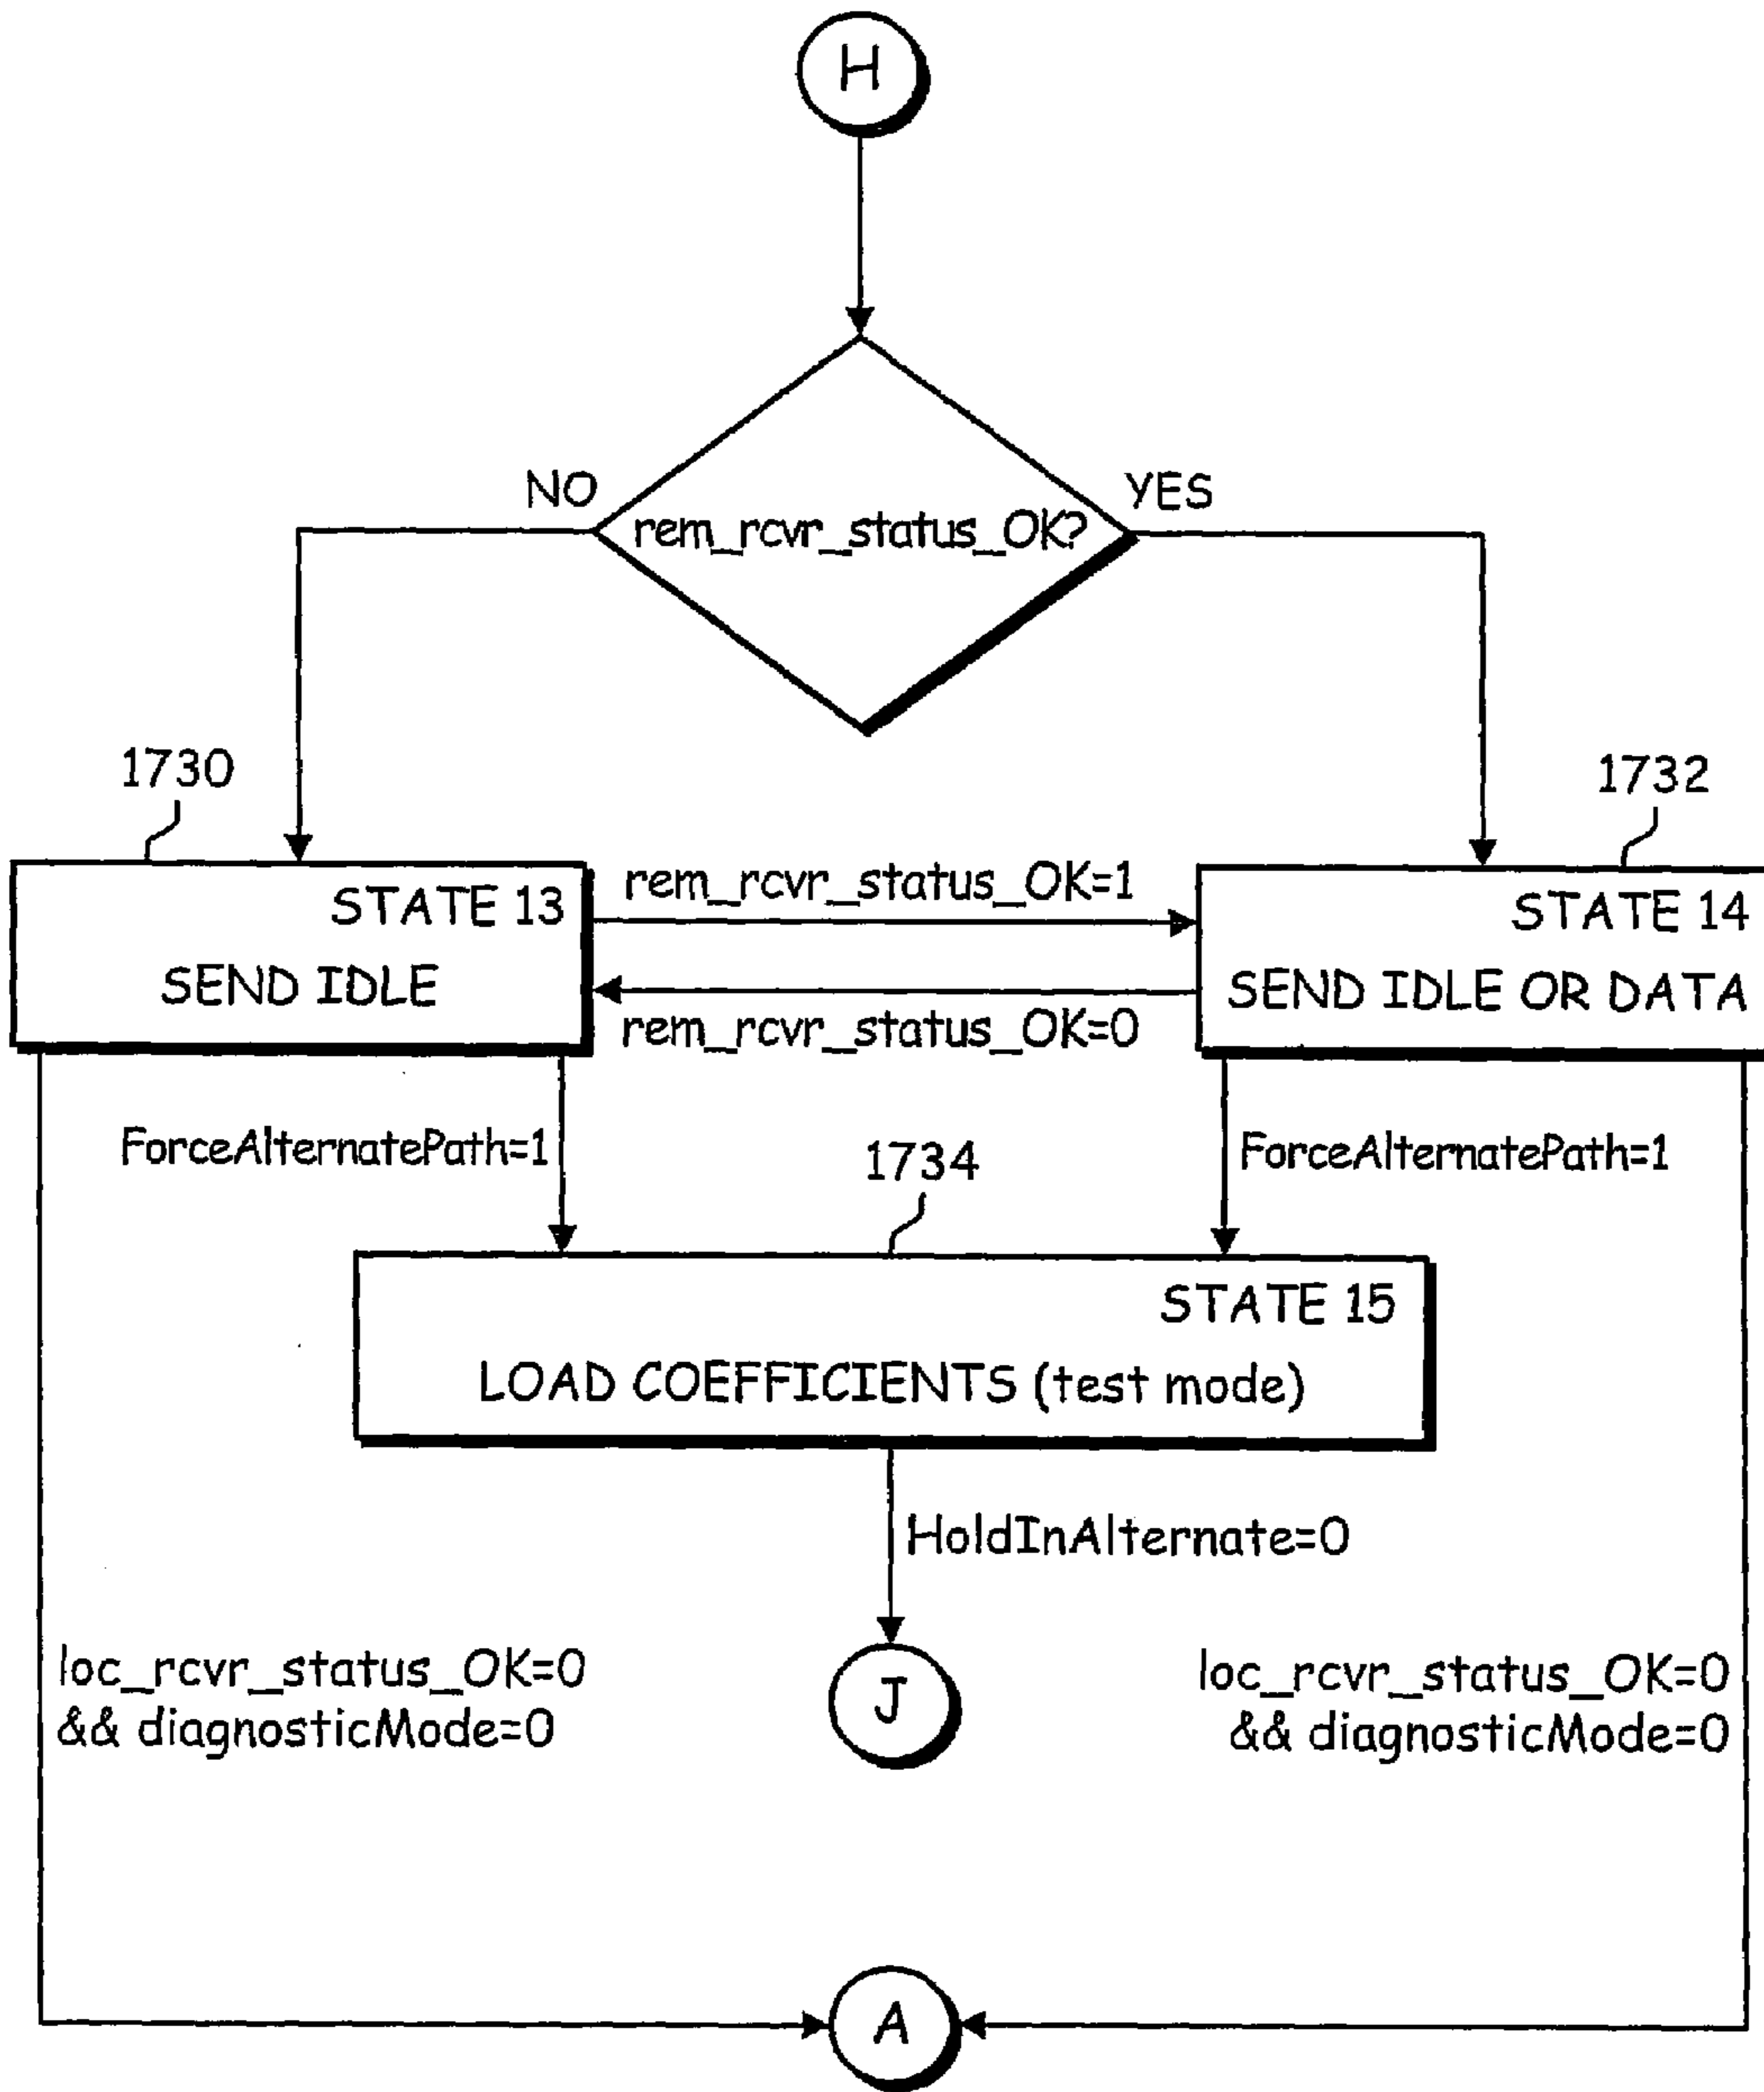 H
NO
YES
rem_rcvr_status_OK?
1730
1732
STATE 13
SEND IDLE
rem_rcvr_status_OK=1
rem_rcvr_status_OK=0
STATE 14
SEND IDLE OR DATA
ForceAlternatePath=1
1734
ForceAlternatePath=1
STATE 15
LOAD COEFFICIENTS (test mode)
HoldInAlternate=0
J
loc_rcvr_status_OK=0
&& diagnosticMode=0
loc_rcvr_status_OK=0
&& diagnosticMode=0
A